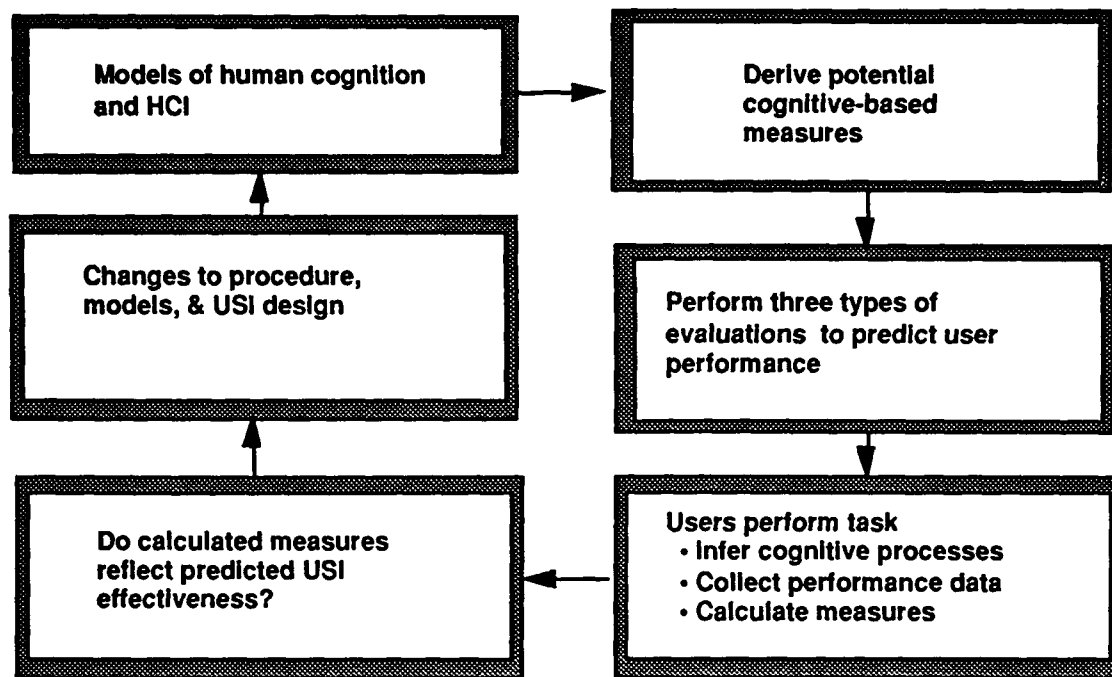 Models of human cognition
and HCI
Derive potential
cognitive-based
measures
Changes to procedure,
models, & USI design
Perform three types of
evaluations to predict user
performance
Do calculated measures
reflect predicted USI
effectiveness?
Users perform task
• Infer cognitive processes
• Collect performance data
• Calculate measures